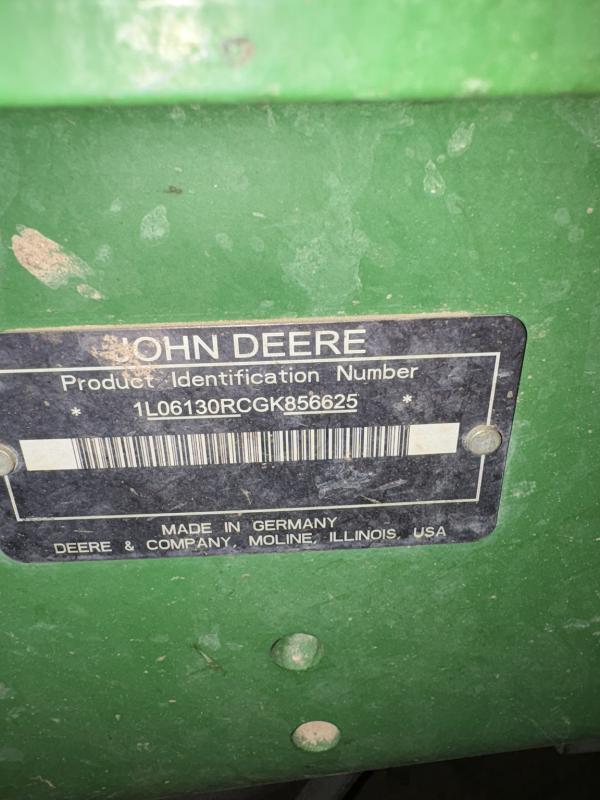 JOHN DEERE
Product Identification Number
* 1L06130RCGK856625 *
MADE IN GERMANY
DEERE & COMPANY, MOLINE, ILLINOIS, USA